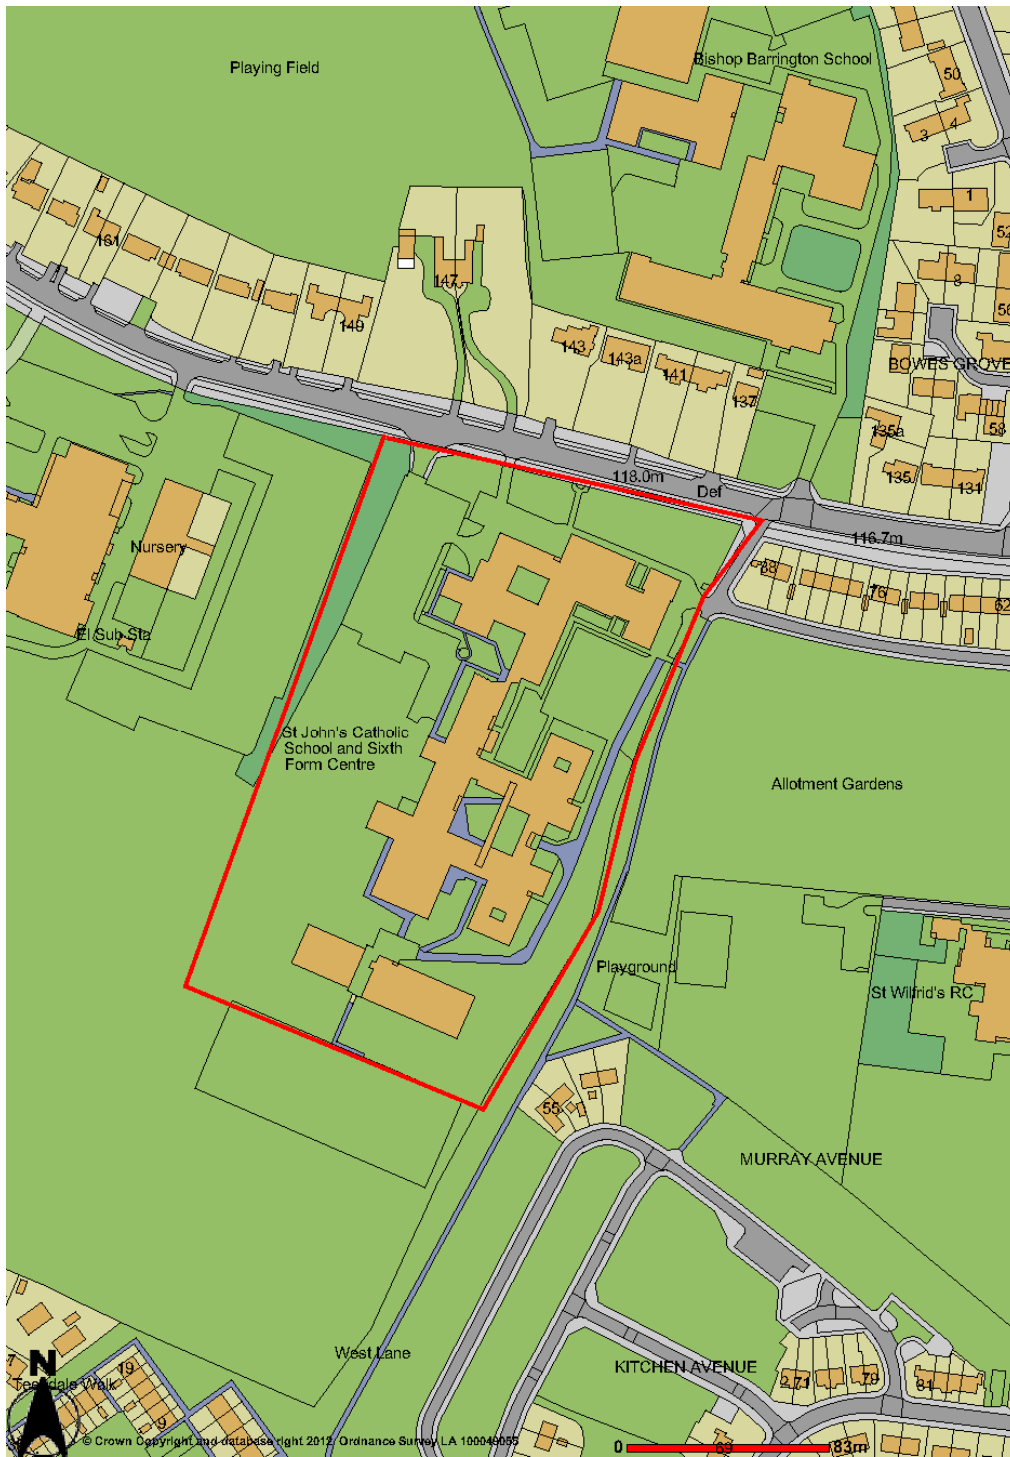 Playing Field
Bishop Barrington School
50
3
4
1
52
161
147
8
56
149
143
143a
141
137
BOWES GROVE
58
135a
135
131
118.0m
Def
116.7m
Nursery
El Sub Sta
88
76
62
St John's Catholic
School and Sixth
Form Centre
Allotment Gardens
Playground
St Wilfrid's RC
55
MURRAY AVENUE
West Lane
KITCHEN AVENUE
N
7
19
Teesdale Walk
9
2
71
79
81
69
© Crown Copyright and database right 2012. Ordnance Survey LA 100049055
0
83m